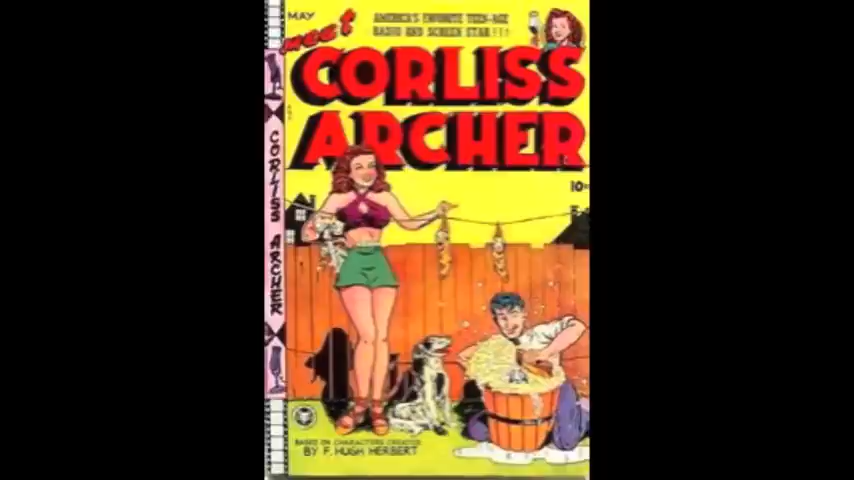 MAY
AMERICA'S FAVORITE TEEN-AGE
RADIO AND SCREEN STAR!!!
meet
CORLISS
ARCHER
10¢
CORLISS ARCHER
BASED ON CHARACTERS CREATED
BY F. HUGH HERBERT